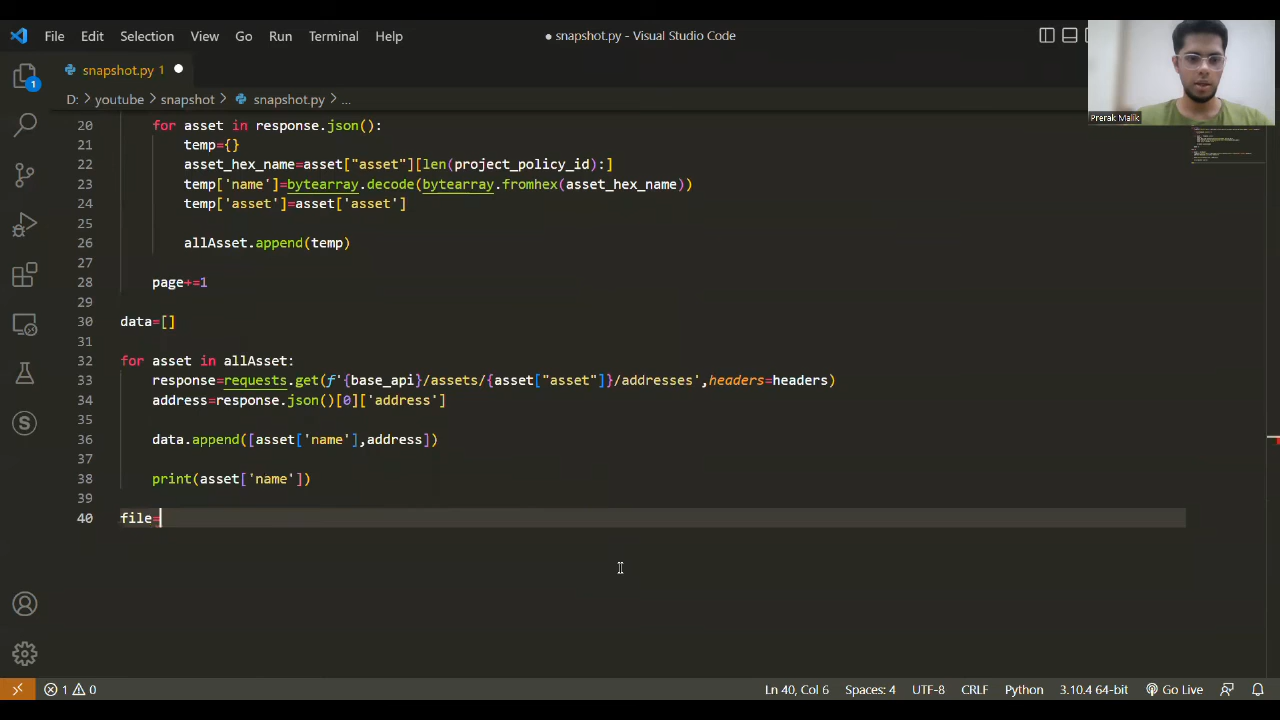 File Edit Selection View Go Run Terminal Help
● snapshot.py - Visual Studio Code
snapshot.py 1 ●
D: > youtube > snapshot > snapshot.py > ...
Prerak Malik
1
20 for asset in response.json():
21 temp={}
22 asset_hex_name=asset["asset"][len(project_policy_id):]
23 temp['name']=bytearray.decode(bytearray.fromhex(asset_hex_name))
24 temp['asset']=asset['asset']
25
26 allAsset.append(temp)
27
28 page+=1
29
30 data=[]
31
32 for asset in allAsset:
33 response=requests.get(f'{base_api}/assets/{asset["asset"]}/addresses',headers=headers)
34 address=response.json()[0]['address']
35
36 data.append([asset['name'],address])
37
38 print(asset['name'])
39
40 file=
1 0 Ln 40, Col 6 Spaces: 4 UTF-8 CRLF Python 3.10.4 64-bit Go Live